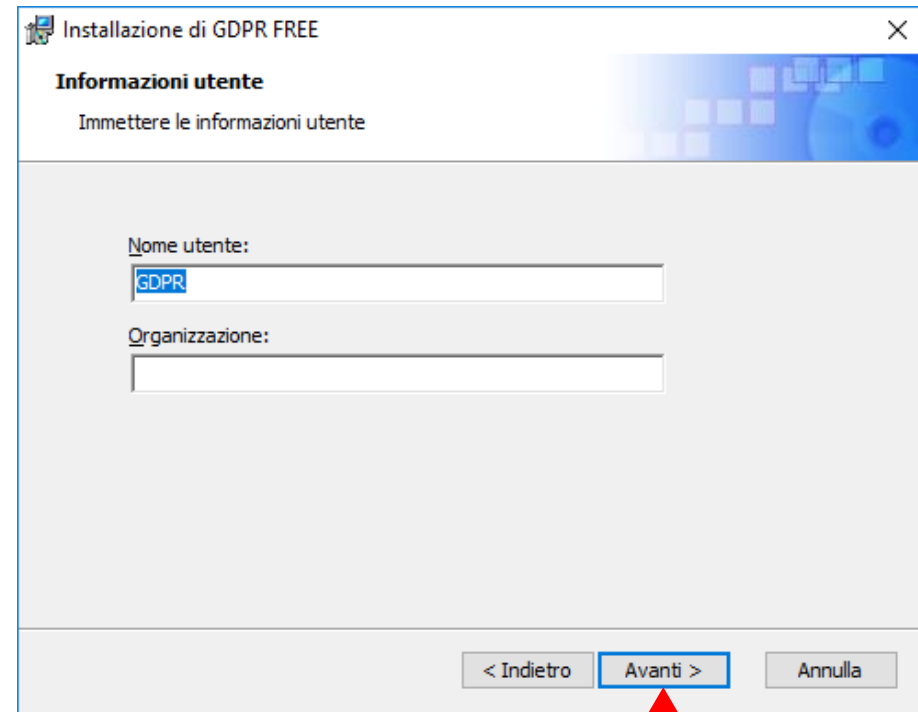 Installazione di GDPR FREE
Informazioni utente
Immettere le informazioni utente
Nome utente:
GDPR
Organizzazione:
< Indietro
Avanti >
Annulla